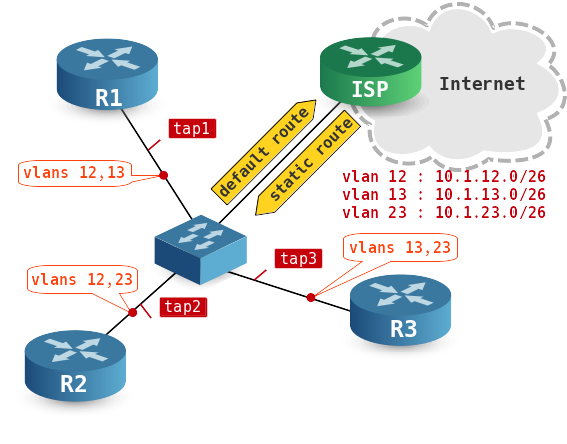 R1
ISP
Internet
tap1
default route
static route
vlans 12,13
vlan 12 : 10.1.12.0/26
vlan 13 : 10.1.13.0/26
vlan 23 : 10.1.23.0/26
vlans 13,23
tap3
vlans 12,23
tap2
R3
R2